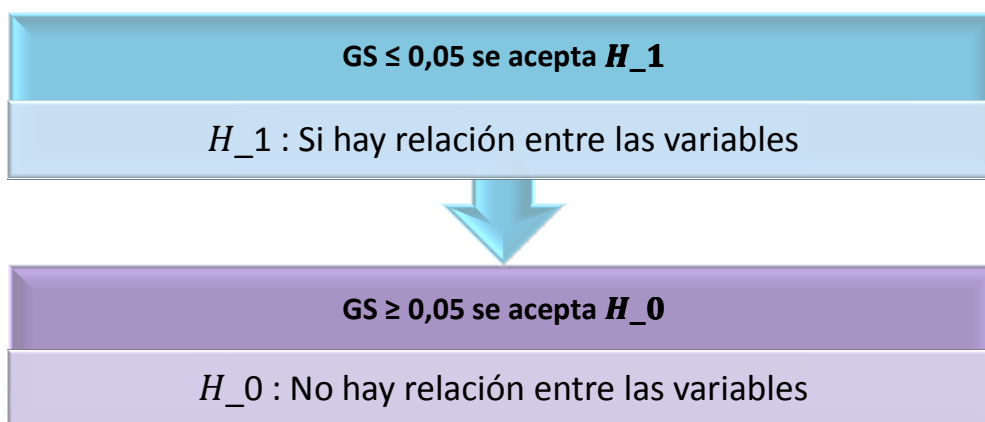 GS ≤ 0,05 se acepta H_1
H_1 : Si hay relación entre las variables
GS ≥ 0,05 se acepta H_0
H_0 : No hay relación entre las variables